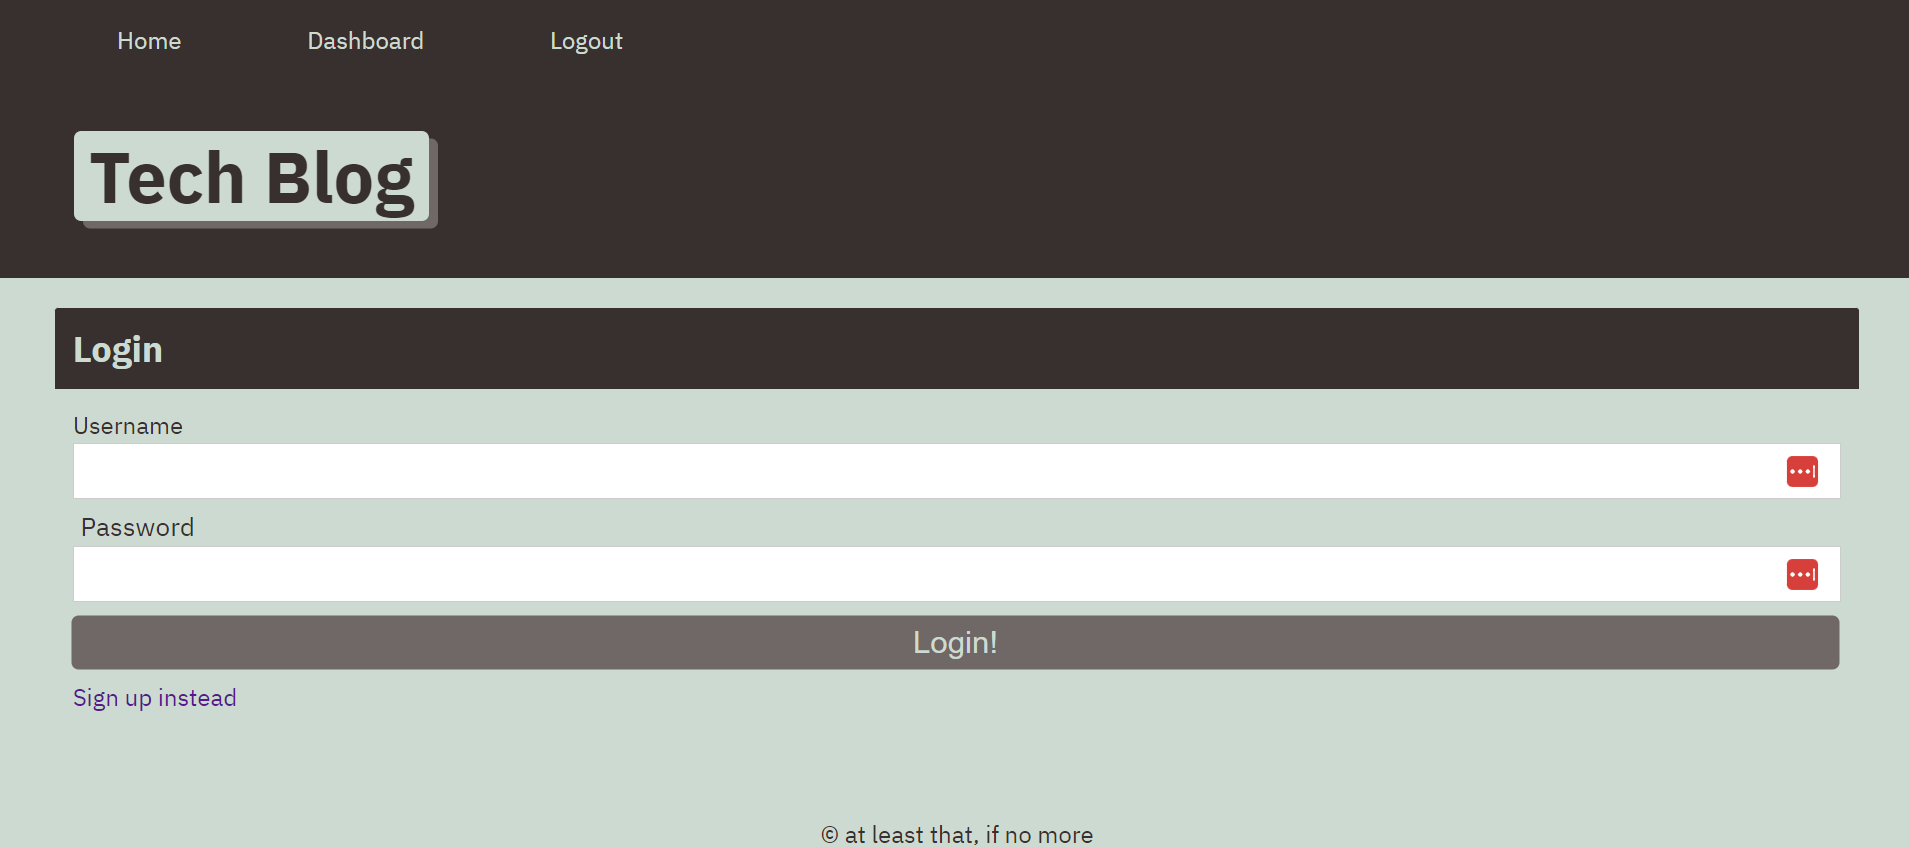 Home Dashboard Logout
Tech Blog
Login
Username
Password
Login!
Sign up instead
© at least that, if no more